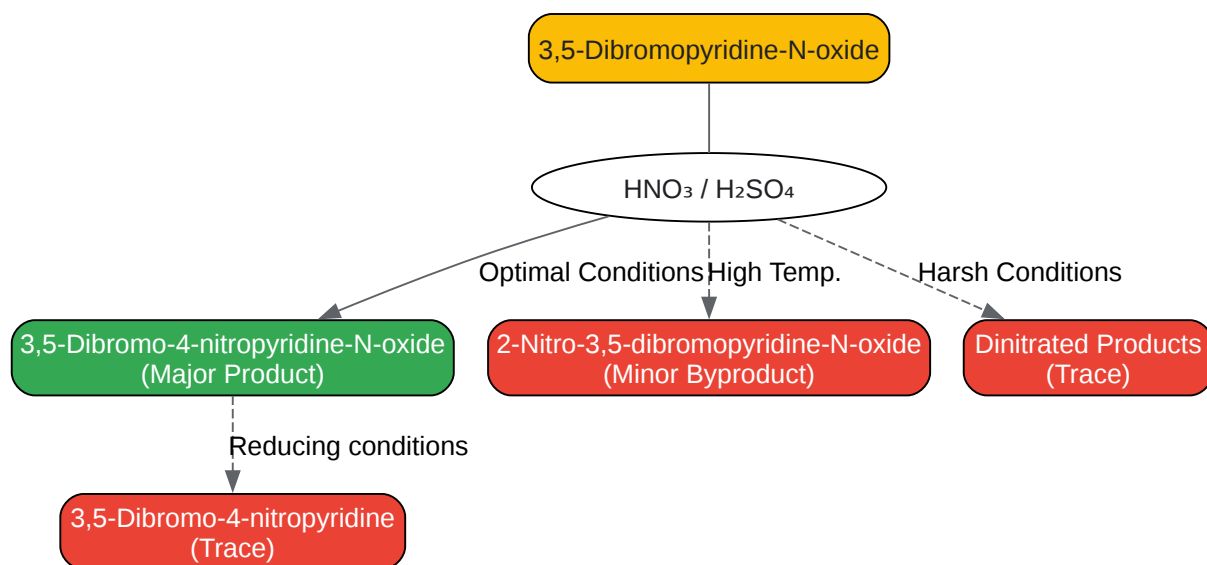 3,5-Dibromopyridine-N-oxide
HNO₃ / H₂SO₄
Optimal Conditions
High Temp.
Harsh Conditions
3,5-Dibromo-4-nitropyridine-N-oxide
(Major Product)
2-Nitro-3,5-dibromopyridine-N-oxide
(Minor Byproduct)
Dinitrated Products
(Trace)
Reducing conditions
3,5-Dibromo-4-nitropyridine
(Trace)